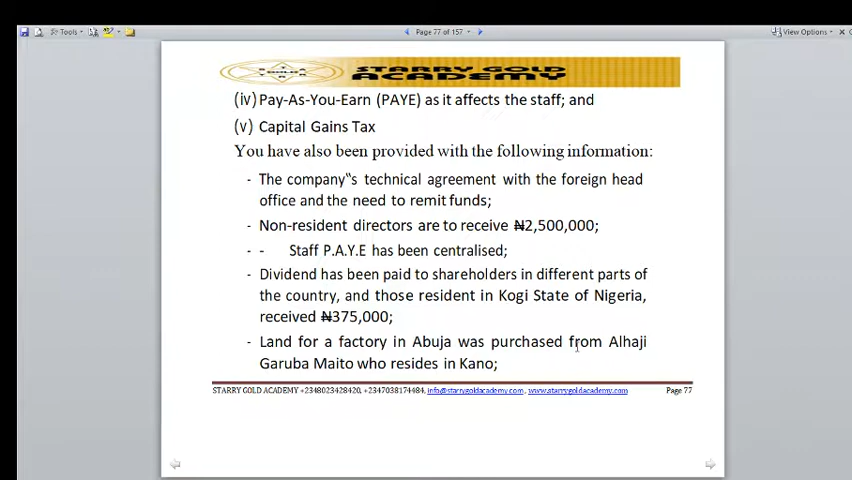 Tools
Page 77 of 157
View Options
STARRY GOLD
ACADEMY
(iv) Pay-As-You-Earn (PAYE) as it affects the staff; and
(v) Capital Gains Tax
You have also been provided with the following information:
- The company‟s technical agreement with the foreign head
office and the need to remit funds;
- Non-resident directors are to receive ₦2,500,000;
- - Staff P.A.Y.E has been centralised;
- Dividend has been paid to shareholders in different parts of
the country, and those resident in Kogi State of Nigeria,
received ₦375,000;
- Land for a factory in Abuja was purchased from Alhaji
Garuba Maito who resides in Kano;
STARRY GOLD ACADEMY +2348023428420, +2347038174484, info@starrygoldacademy.com, www.starrygoldacademy.com Page 77